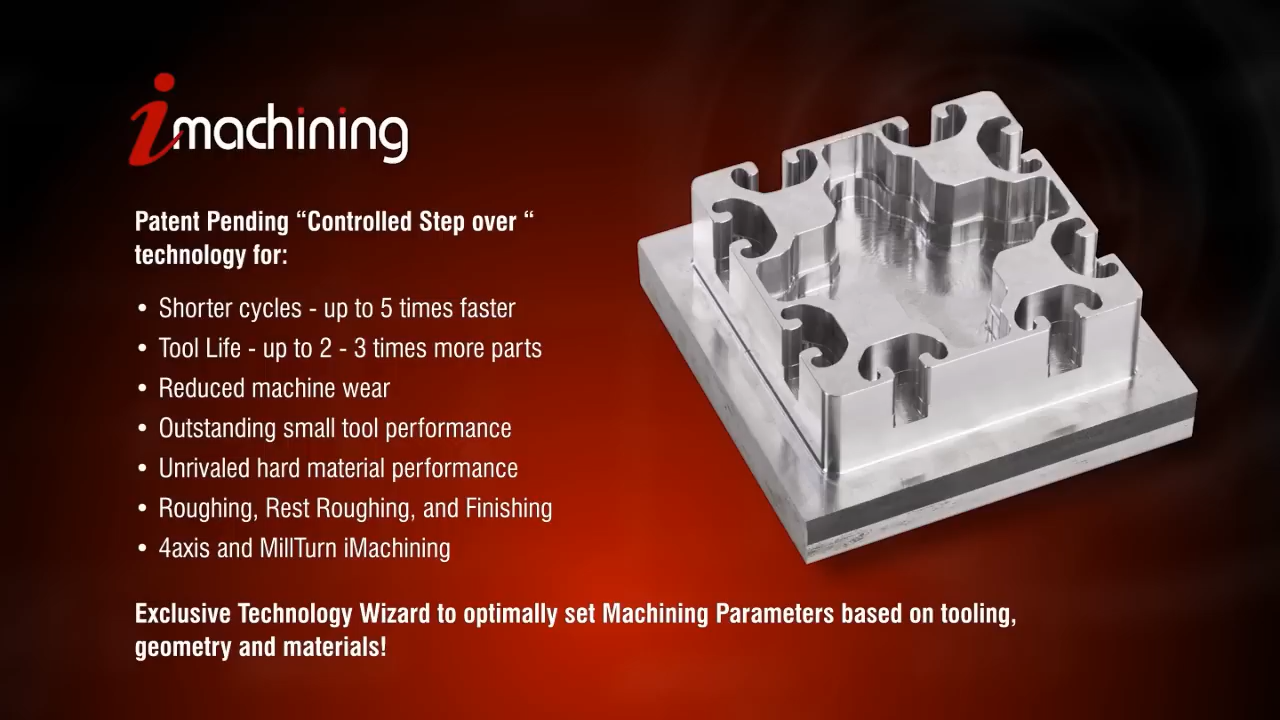 imachining
Patent Pending “Controlled Step over “
technology for:
• Shorter cycles - up to 5 times faster
• Tool Life - up to 2 - 3 times more parts
• Reduced machine wear
• Outstanding small tool performance
• Unrivaled hard material performance
• Roughing, Rest Roughing, and Finishing
• 4axis and MillTurn iMachining
Exclusive Technology Wizard to optimally set Machining Parameters based on tooling,
geometry and materials!